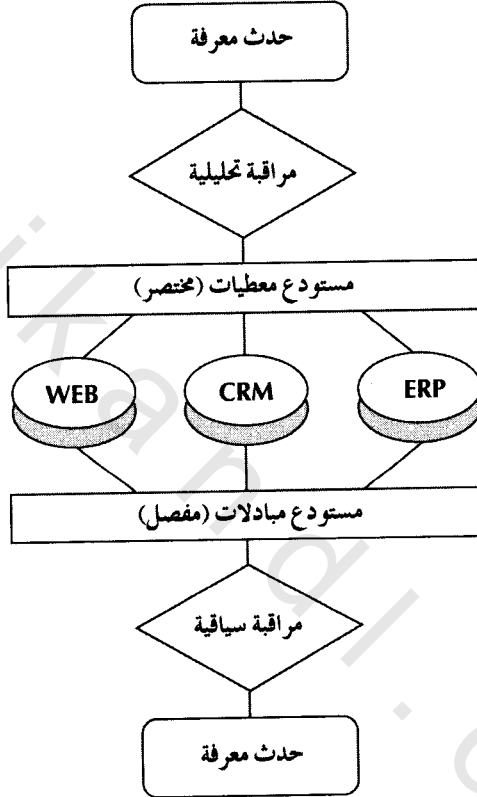 حدث معرفة
مراقبة تحليلية
مستودع معطيات (مختصر)
WEB CRM ERP
مستودع مبادلات (مفصل)
مراقبة سياقية
حدث معرفة